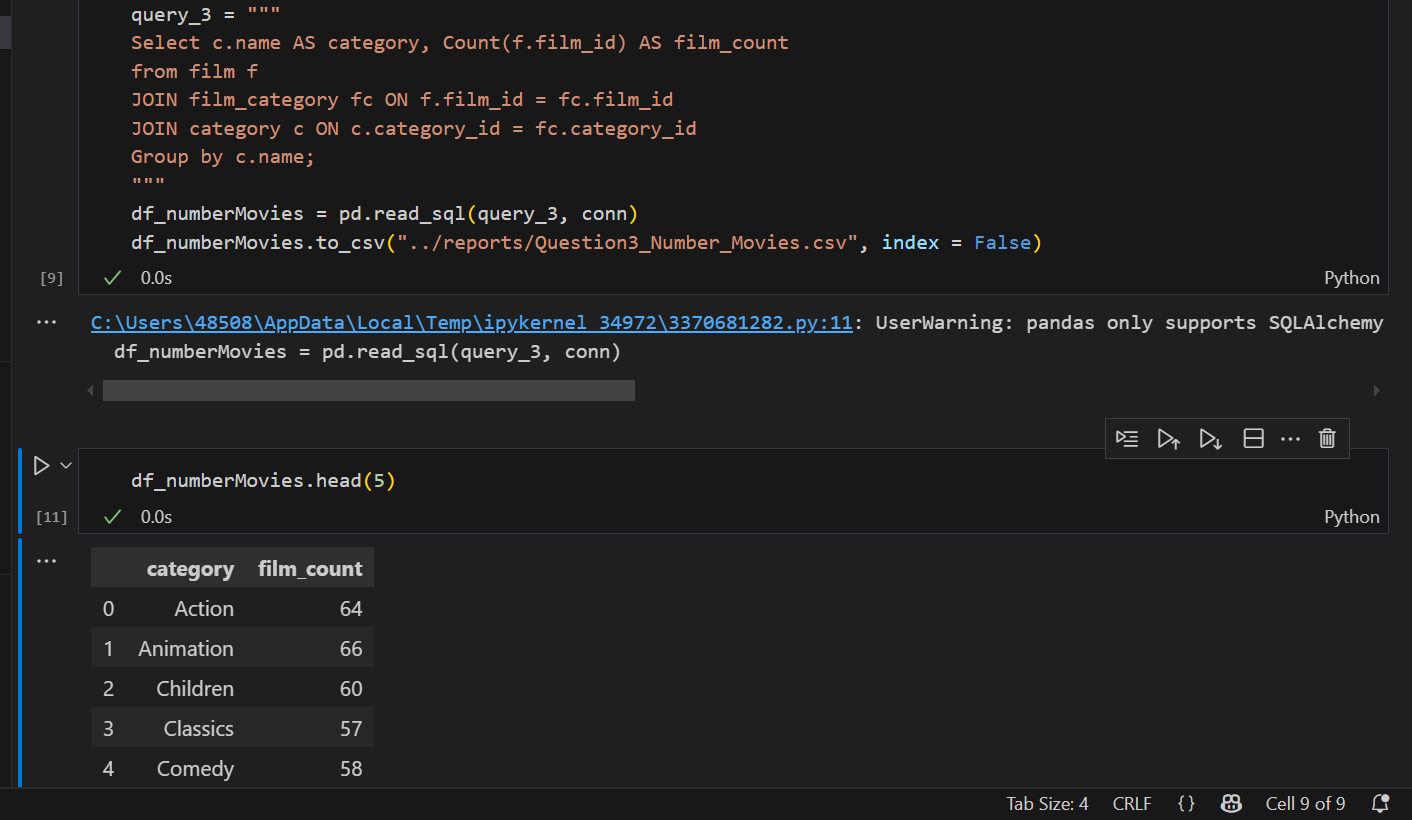 query_3 = """
Select c.name AS category, Count(f.film_id) AS film_count
from film f
JOIN film_category fc ON f.film_id = fc.film_id
JOIN category c ON c.category_id = fc.category_id
Group by c.name;
"""
df_numberMovies = pd.read_sql(query_3, conn)
df_numberMovies.to_csv("../reports/Question3_Number_Movies.csv", index = False)
[9] 0.0s Python
C:\Users\48508\AppData\Local\Temp\ipykernel_34972\3370681282.py:11: UserWarning: pandas only supports SQLAlchemy
df_numberMovies = pd.read_sql(query_3, conn)
df_numberMovies.head(5)
[11] 0.0s Python
category film_count
0 Action 64
1 Animation 66
2 Children 60
3 Classics 57
4 Comedy 58
Tab Size: 4 CRLF {} Cell 9 of 9